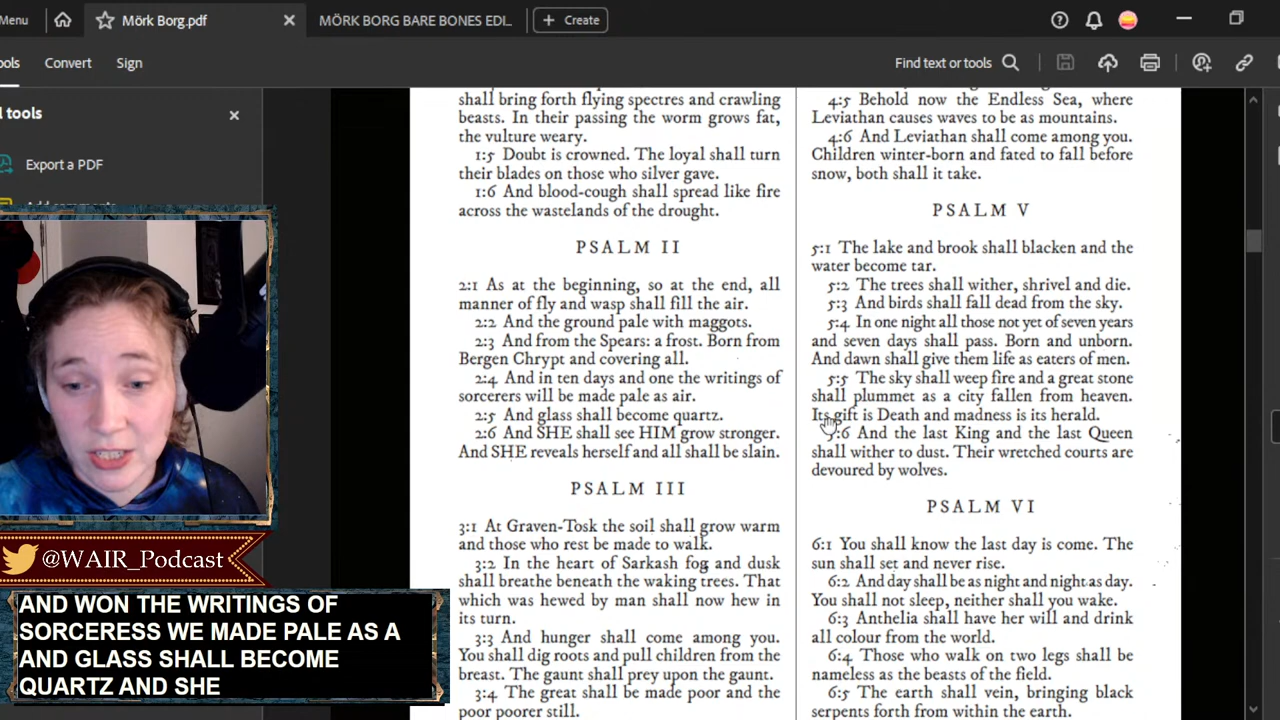 Menu
Mörk Borg.pdf
MÖRK BORG BARE BONES EDI...
Create
ols
Convert
Sign
Find text or tools
l tools
Export a PDF
shall bring forth flying spectres and crawling
beasts. In their passing the worm grows fat,
the vulture weary.
1:5 Doubt is crowned. The loyal shall turn
their blades on those who silver gave.
1:6 And blood-cough shall spread like fire
across the wastelands of the drought.
PSALM II
2:1 As at the beginning, so at the end, all
manner of fly and wasp shall fill the air.
2:2 And the ground pale with maggots.
2:3 And from the Spears: a frost. Born from
Bergen Chrypt and covering all.
2:4 And in ten days and one the writings of
sorcerers will be made pale as air.
2:5 And glass shall become quartz.
2:6 And SHE shall see HIM grow stronger.
And SHE reveals herself and all shall be slain.
PSALM III
3:1 At Graven-Tosk the soil shall grow warm
and those who rest be made to walk.
3:2 In the heart of Sarkash fog and dusk
shall breathe beneath the waking trees. That
which was hewed by man shall now hew in
its turn.
3:3 And hunger shall come among you.
You shall dig roots and pull children from the
breast. The gaunt shall prey upon the gaunt.
3:4 The great shall be made poor and the
poor poorer still.
4:5 Behold now the Endless Sea, where
Leviathan causes waves to be as mountains.
4:6 And Leviathan shall come among you.
Children winter-born and fated to fall before
snow, both shall it take.
PSALM V
5:1 The lake and brook shall blacken and the
water become tar.
5:2 The trees shall wither, shrivel and die.
5:3 And birds shall fall dead from the sky.
5:4 In one night all those not yet of seven years
and seven days shall pass. Born and unborn.
And dawn shall give them life as eaters of men.
5:5 The sky shall weep fire and a great stone
shall plummet as a city fallen from heaven.
Its gift is Death and madness is its herald.
5:6 And the last King and the last Queen
shall wither to dust. Their wretched courts are
devoured by wolves.
PSALM VI
6:1 You shall know the last day is come. The
sun shall set and never rise.
6:2 And day shall be as night and night as day.
You shall not sleep, neither shall you wake.
6:3 Anthelia shall have her will and drink
all colour from the world.
6:4 Those who walk on two legs shall be
nameless as the beasts of the field.
6:5 The earth shall vein, bringing black
serpents forth from within the earth.
@WAIR_Podcast
AND WON THE WRITINGS OF
SORCERESS WE MADE PALE AS A
AND GLASS SHALL BECOME
QUARTZ AND SHE